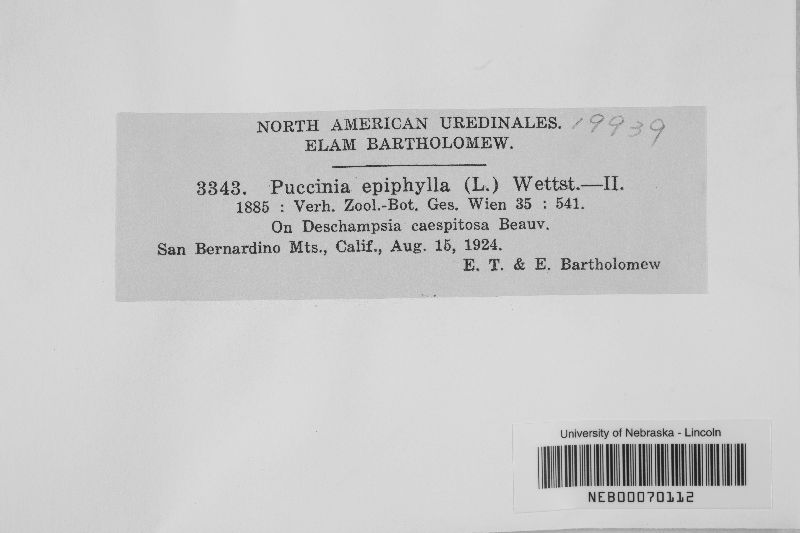 NORTH AMERICAN UREDINALES. 19939
ELAM BARTHOLOMEW.
3343. Puccinia epiphylla (L.) Wettst.—II.
1885 : Verh. Zool.-Bot. Ges. Wien 35 : 541.
On Deschampsia caespitosa Beauv.
San Bernardino Mts., Calif., Aug. 15, 1924.
E. T. & E. Bartholomew
University of Nebraska - Lincoln
NEB00070112